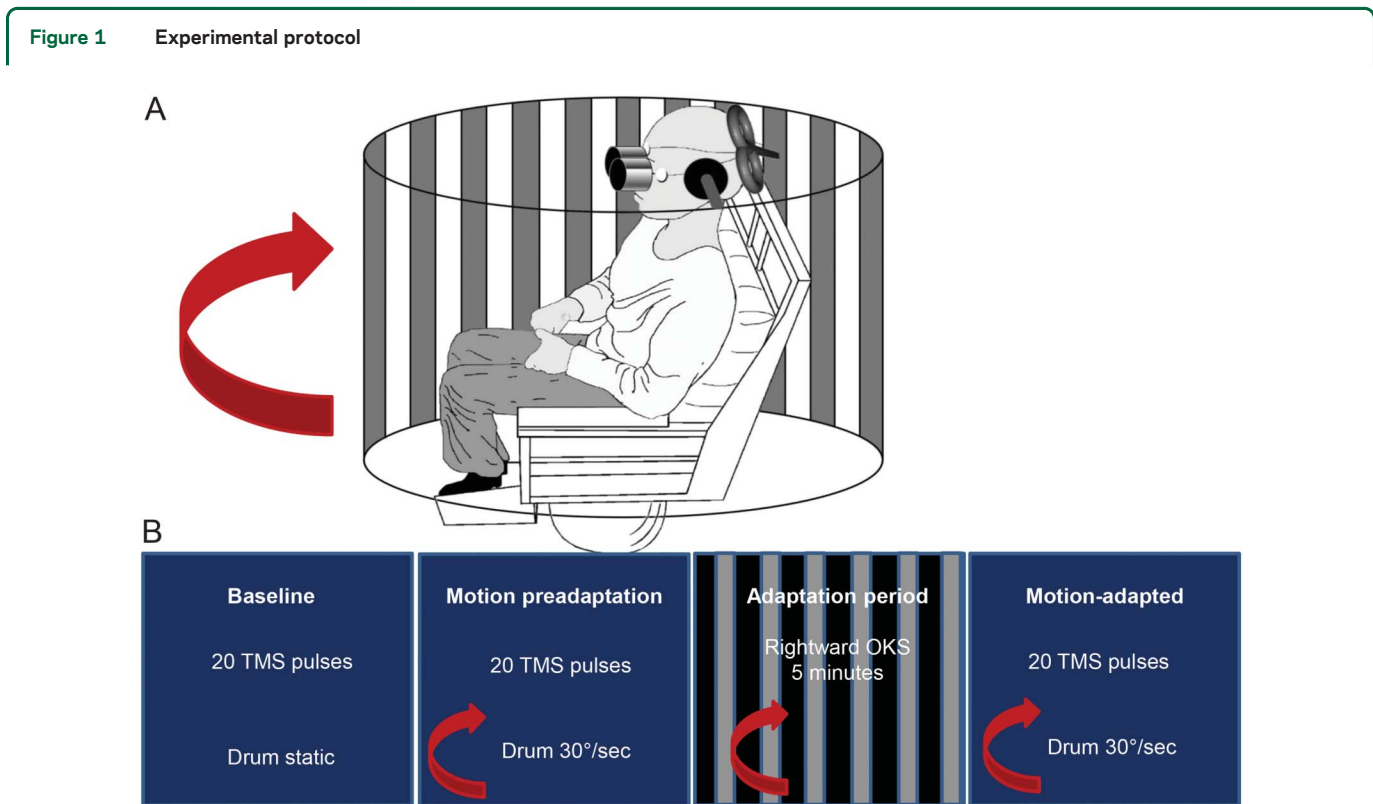 Figure 1 Experimental protocol
A
B
Baseline
20 TMS pulses
Drum static
Motion preadaptation
20 TMS pulses
Drum 30°/sec
Adaptation period
Rightward OKS
5 minutes
Motion-adapted
20 TMS pulses
Drum 30°/sec